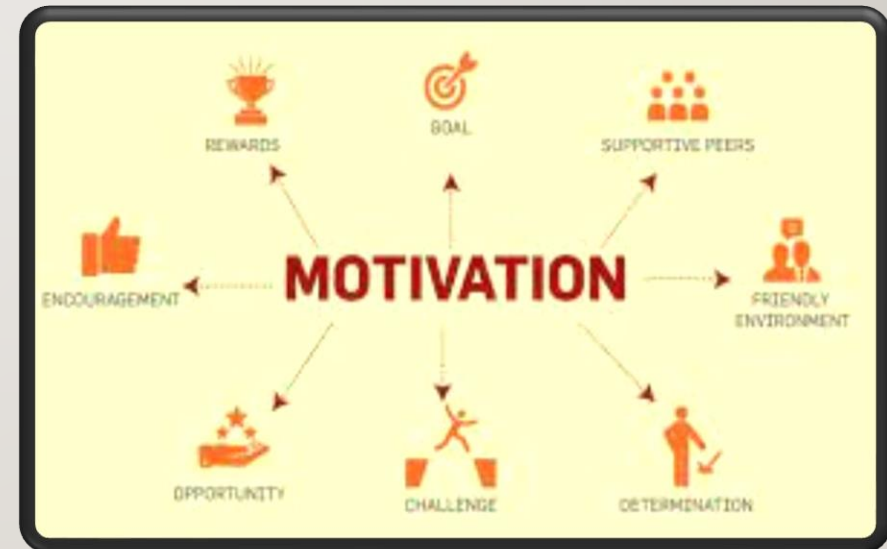 REWARDS
GOAL
SUPPORTIVE PEERS
ENCOURAGEMENT
MOTIVATION
FRIENDLY
ENVIRONMENT
OPPORTUNITY
CHALLENGE
DETERMINATION